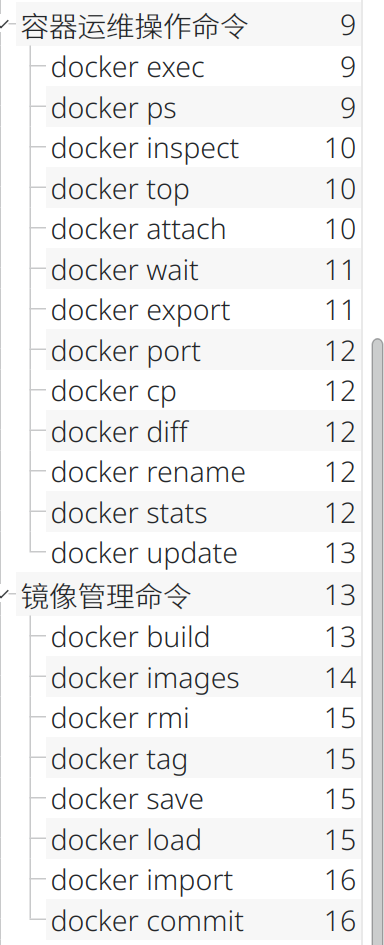 容器运维操作命令 9
docker exec 9
docker ps 9
docker inspect 10
docker top 10
docker attach 10
docker wait 11
docker export 11
docker port 12
docker cp 12
docker diff 12
docker rename 12
docker stats 12
docker update 13
镜像管理命令 13
docker build 13
docker images 14
docker rmi 15
docker tag 15
docker save 15
docker load 15
docker import 16
docker commit 16